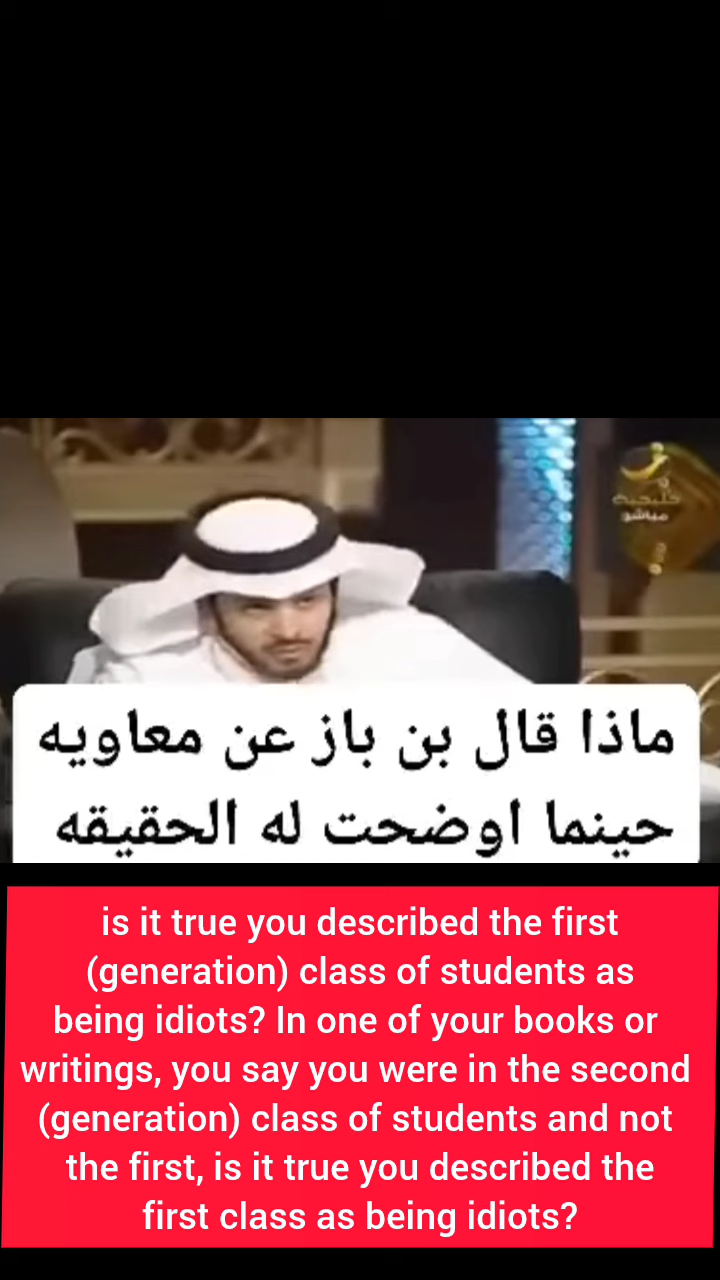 خليجية
مباشر
ماذا قال بن باز عن معاويه
حينما اوضحت له الحقيقه
is it true you described the first
(generation) class of students as
being idiots? In one of your books or
writings, you say you were in the second
(generation) class of students and not
the first, is it true you described the
first class as being idiots?